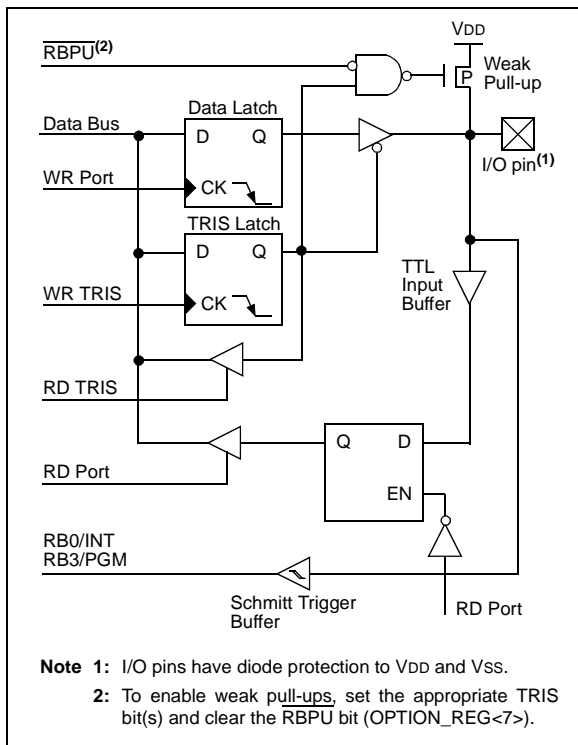 VDD
RBPU(2)
Weak
Pull-up
P
Data Latch
Data Bus
D Q
I/O pin(1)
WR Port
CK
TRIS Latch
D Q
TTL
Input
Buffer
WR TRIS
CK
RD TRIS
Q D
RD Port
EN
RB0/INT
RB3/PGM
Schmitt Trigger
Buffer
RD Port
Note 1: I/O pins have diode protection to VDD and VSS.
2: To enable weak pull-ups, set the appropriate TRIS
bit(s) and clear the RBPU bit (OPTION_REG<7>).